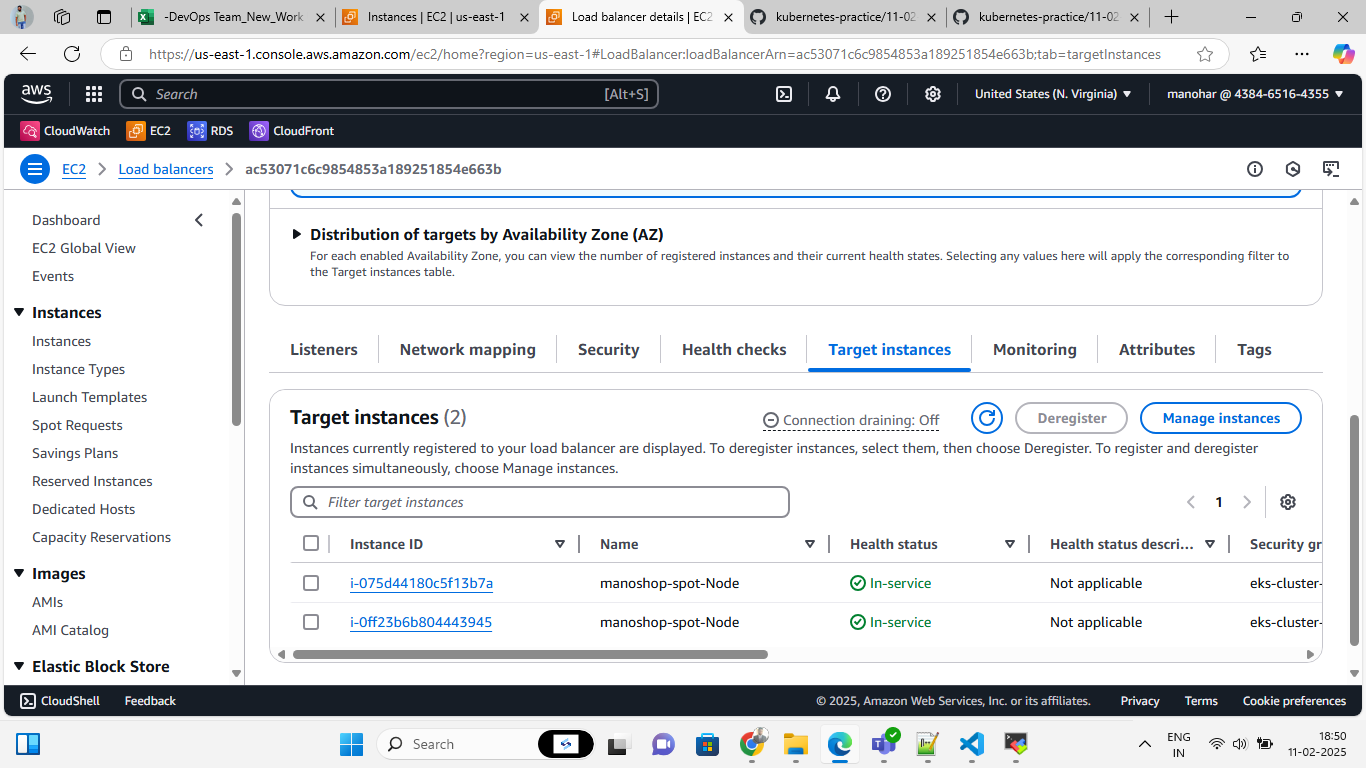 -DevOps Team_New_Work
Instances | EC2 | us-east-1
Load balancer details | EC2
kubernetes-practice/11-02
kubernetes-practice/11-02
https://us-east-1.console.aws.amazon.com/ec2/home?region=us-east-1#LoadBalancer:loadBalancerArn=ac53071c6c9854853a189251854e663b;tab=targetInstances
aws
Search
[Alt+S]
United States (N. Virginia)
manohar @ 4384-6516-4355
CloudWatch
EC2
RDS
CloudFront
EC2
Load balancers
ac53071c6c9854853a189251854e663b
Dashboard
EC2 Global View
Events
Instances
Instances
Instance Types
Launch Templates
Spot Requests
Savings Plans
Reserved Instances
Dedicated Hosts
Capacity Reservations
Images
AMIs
AMI Catalog
Elastic Block Store
Distribution of targets by Availability Zone (AZ)
For each enabled Availability Zone, you can view the number of registered instances and their current health states. Selecting any values here will apply the corresponding filter to
the Target instances table.
Listeners
Network mapping
Security
Health checks
Target instances
Monitoring
Attributes
Tags
Target instances (2)
Connection draining: Off
Deregister
Manage instances
Instances currently registered to your load balancer are displayed. To deregister instances, select them, then choose Deregister. To register and deregister
instances simultaneously, choose Manage instances.
Filter target instances
1
Instance ID
Name
Health status
Health status descri...
Security gr
i-075d44180c5f13b7a
manoshop-spot-Node
In-service
Not applicable
eks-cluster-
i-0ff23b6b804443945
manoshop-spot-Node
In-service
Not applicable
eks-cluster-
CloudShell
Feedback
© 2025, Amazon Web Services, Inc. or its affiliates.
Privacy
Terms
Cookie preferences
Search
ENG
IN
18:50
11-02-2025